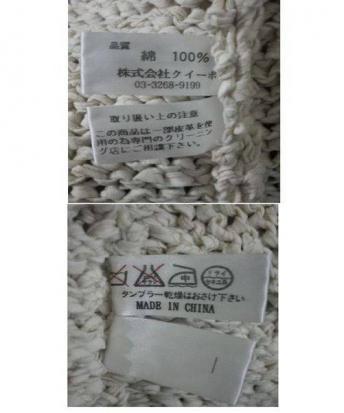 品質
綿 100%
株式会社クイーポ
03-3268-9199
取り扱い上の注意
この商品は一部皮革を使
用の為専門のクリーニン
グ店にご相談下さい。
中
ドライ
タンブラー乾燥はおさけ下さい
MADE IN CHINA